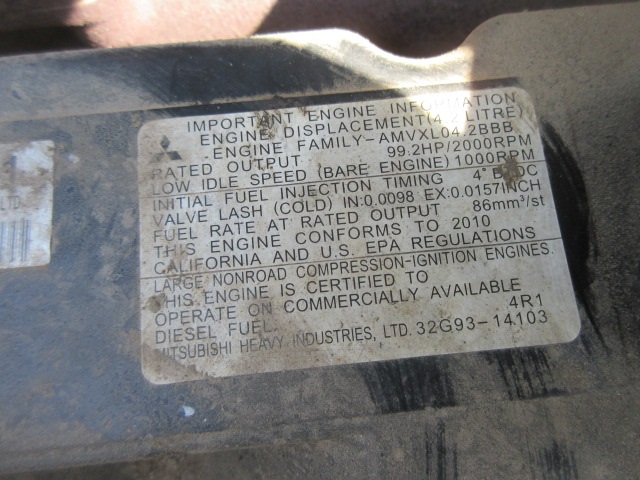 IMPORTANT ENGINE INFORMATION
ENGINE DISPLACEMENT(4.2 LITRE)
ENGINE FAMILY-AMVXL04.2BBB
RATED OUTPUT 99.2HP/2000RPM
LOW IDLE SPEED (BARE ENGINE) 1000RPM
INITIAL FUEL INJECTION TIMING 4°
VALVE LASH (COLD) IN:0.0098 EX:0.0157INCH
FUEL RATE AT RATED OUTPUT 86mm³/st
THIS ENGINE CONFORMS TO 2010
CALIFORNIA AND U.S. EPA REGULATIONS
LARGE NONROAD COMPRESSION-IGNITION ENGINES.
THIS ENGINE IS CERTIFIED TO
OPERATE ON COMMERCIALLY AVAILABLE
DIESEL FUEL. 4R1
MITSUBISHI HEAVY INDUSTRIES, LTD. 32G93-14103
LTD